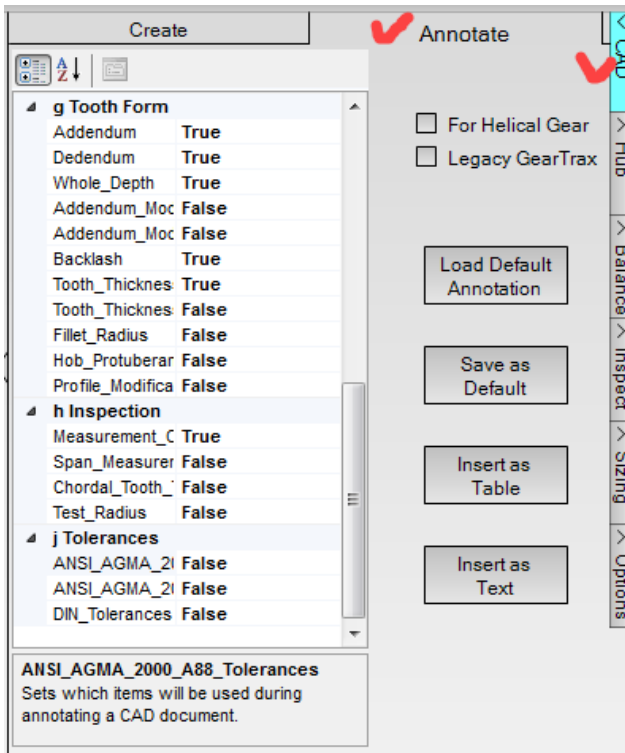 Create
Annotate
g Tooth Form
Addendum True
Dedendum True
Whole_Depth True
Addendum_Moc False
Addendum_Moc False
Backlash True
Tooth_Thicknes True
Tooth_Thicknes False
Fillet_Radius False
Hob_Protuberar False
Profile_Modifica False
h Inspection
Measurement_C True
Span_Measurer False
Chordal_Tooth_ False
Test_Radius False
j Tolerances
ANSI_AGMA_20 False
ANSI_AGMA_20 False
DIN_Tolerances False
ANSI_AGMA_2000_A88_Tolerances
Sets which items will be used during
annotating a CAD document.
For Helical Gear
Legacy GearTrax
Load Default
Annotation
Save as
Default
Insert as
Table
Insert as
Text
CAD
Hub
Balance
Inspect
Sizing
Options